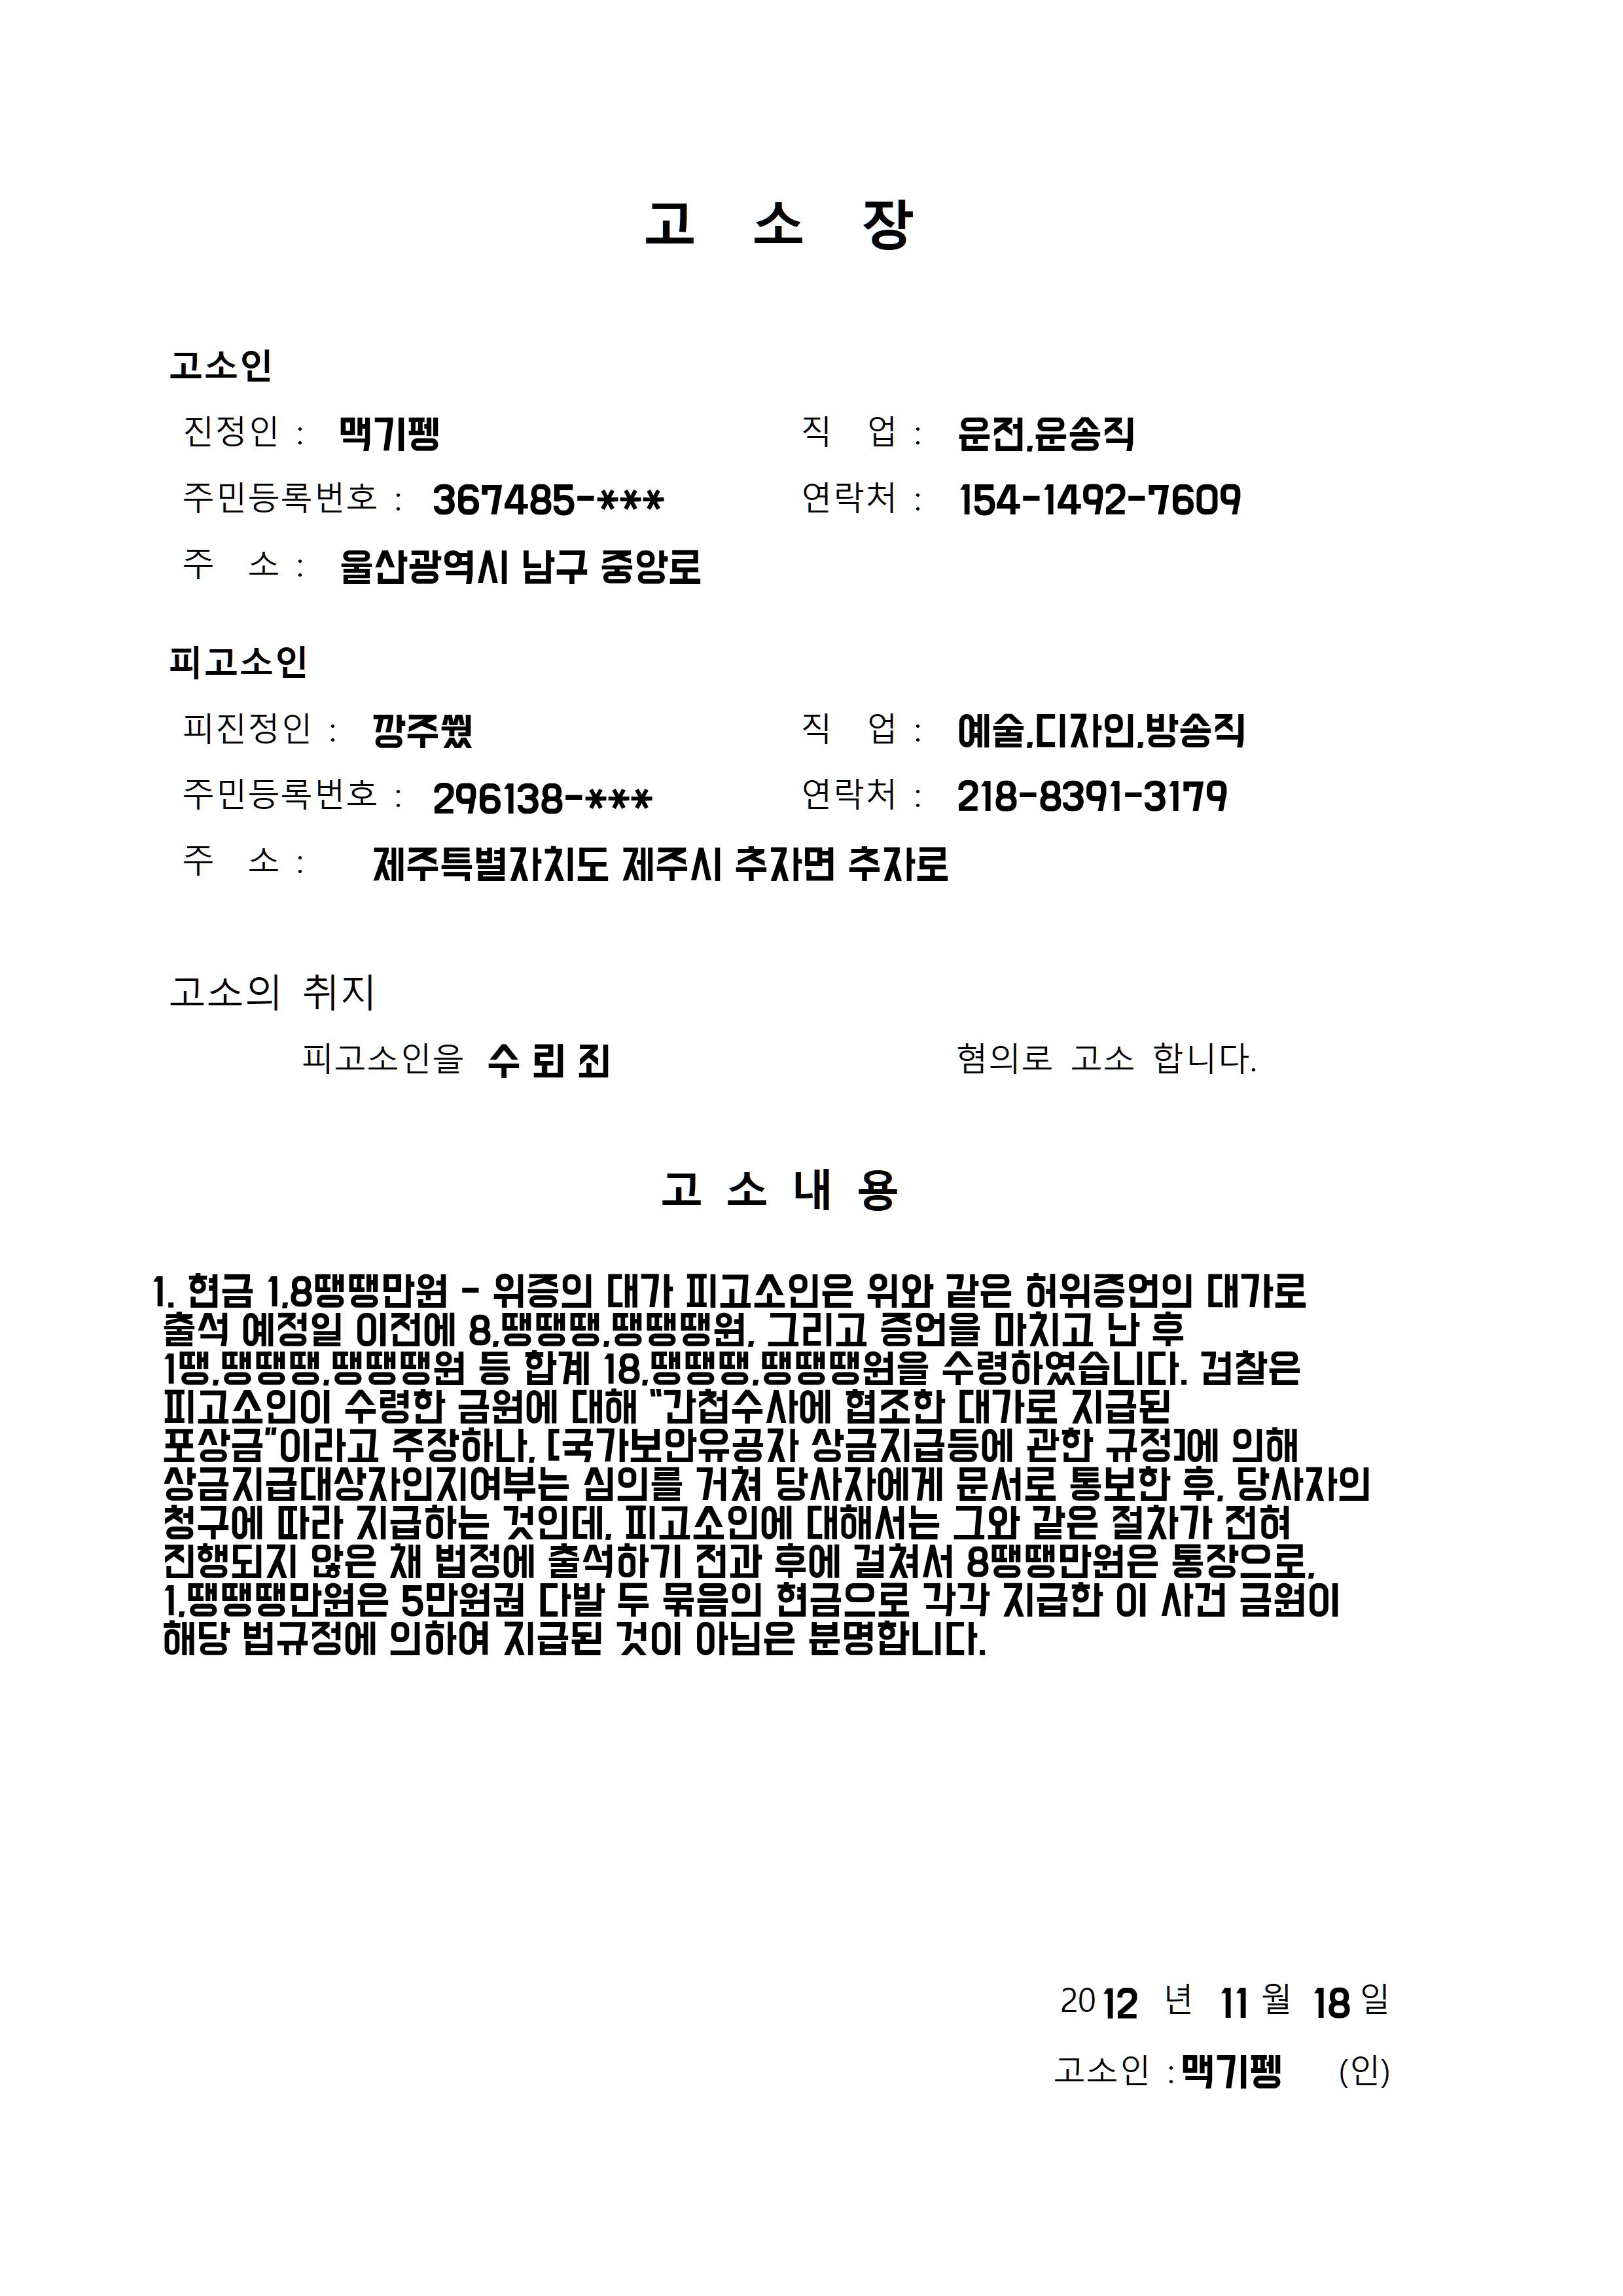 고 소 장
고소인
진정인 : 맥기펭 직 업 : 운전,운송직
주민등록번호 : 367485-*** 연락처 : 154-1492-7609
주 소 : 울산광역시 남구 중앙로
피고소인
피진정인 : 깡주웠 직 업 : 예술,디자인,방송직
주민등록번호 : 296138-*** 연락처 : 218-8391-3179
주 소 : 제주특별자치도 제주시 추자면 추자로
고소의 취지
피고소인을 수 뢰 진 혐의로 고소 합니다.
고 소 내 용
1. 현금 1,8땡땡만원 - 위증의 대가 피고소인은 위와 같은 허위증언의 대가로
출석 예정일 이전에 8,땡땡땡,땡땡땡원, 그리고 증언을 마치고 난 후
1땡,땡땡땡,땡땡땡원 등 합계 18,땡땡땡,땡땡땡원을 수령하였습니다. 검찰은
피고소인이 수령한 금원에 대해 "간첩수사에 협조한 대가로 지급된
포상금"이라고 주장하나, [국가보안유공자 상금지급등에 관한 규정]에 의해
상금지급대상자인지여부는 심의를 거쳐 당사자에게 문서로 통보한 후, 당사자의
청구에 따라 지급하는 것인데, 피고소인에 대해서는 그와 같은 절차가 전혀
진행되지 않은 채 법정에 출석하기 전과 후에 걸쳐서 8땡땡만원은 통장으로,
1,땡땡땡만원은 5만원권 다발 두 묶음의 현금으로 각각 지급한 이 사건 금원이
해당 법규정에 의하여 지급된 것이 아님은 분명합니다.
2012 년 11 월 18 일
고소인 : 맥기펭 (인)